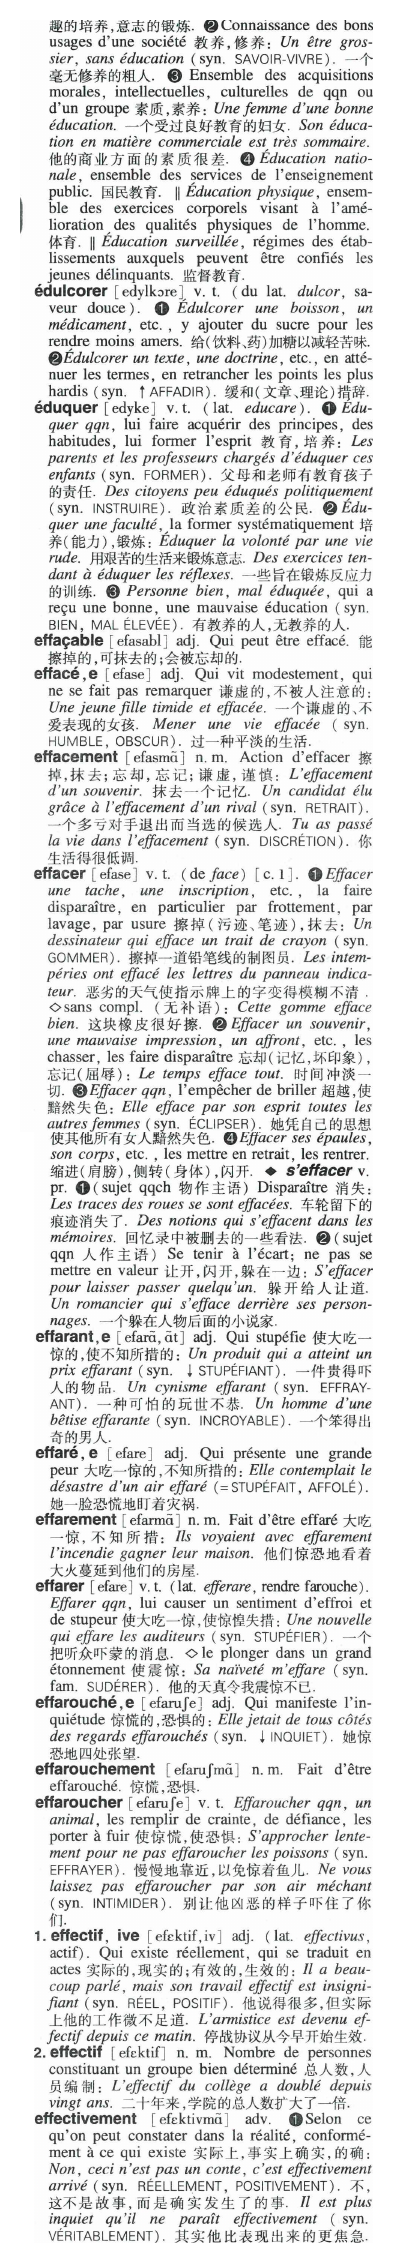 趣的培养,意志的锻炼. ❷ Connaissance des bons
usages d'une société 教养,修养: Un être gros-
sier, sans éducation (syn. SAVOIR-VIVRE). 一个
毫无修养的粗人. ❸ Ensemble des acquisitions
morales, intellectuelles, culturelles de qqn ou
d'un groupe 素质,素养: Une femme d'une bonne
éducation. 一个受过良好教育的妇女. Son éduca-
tion en matière commerciale est très sommaire.
他的商业方面的素质很差. ❹ Éducation natio-
nale, ensemble des services de l'enseignement
public. 国民教育. ‖ Éducation physique, ensem-
ble des exercices corporels visant à l'amé-
lioration des qualités physiques de l'homme.
体育. ‖ Éducation surveillée, régimes des étab-
lissements auxquels peuvent être confiés les
jeunes délinquants. 监督教育.
édulcorer [edylkɔre] v. t. (du lat. dulcor, sa-
veur douce). ❶ Édulcorer une boisson, un
médicament, etc., y ajouter du sucre pour les
rendre moins amers. 给(饮料、药)加糖以减轻苦味.
❷Édulcorer un texte, une doctrine, etc., en atté-
nuer les termes, en retrancher les points les plus
hardis (syn. ↑ AFFADIR). 缓和(文章、理论)措辞.
éduquer [edyke] v. t. (lat. educare). ❶ Édu-
quer qqn, lui faire acquérir des principes, des
habitudes, lui former l'esprit 教育,培养: Les
parents et les professeurs chargés d'éduquer ces
enfants (syn. FORMER). 父母和老师有教育孩子
的责任. Des citoyens peu éduqués politiquement
(syn. INSTRUIRE). 政治素质差的公民. ❷ Édu-
quer une faculté, la former systématiquement 培
养(能力),锻炼: Éduquer la volonté par une vie
rude. 用艰苦的生活来锻炼意志. Des exercices ten-
dant à éduquer les réflexes. 一些旨在锻炼反应力
的训练. ❸ Personne bien, mal éduquée, qui a
reçu une bonne, une mauvaise éducation (syn.
BIEN, MAL ÉLEVÉE). 有教养的人,无教养的人.
effaçable [efasabl] adj. Qui peut être effacé. 能
擦掉的,可抹去的;会被忘却的.
effacé,e [efase] adj. Qui vit modestement, qui
ne se fait pas remarquer 谦虚的,不被人注意的:
Une jeune fille timide et effacée. 一个谦虚的、不
爱表现的女孩. Mener une vie effacée (syn.
HUMBLE, OBSCUR). 过一种平淡的生活.
effacement [efasmɑ̃] n. m. Action d'effacer 擦
掉,抹去;忘却,忘记;谦虚,谨慎: L'effacement
d'un souvenir. 抹去一个记忆. Un candidat élu
grâce à l'effacement d'un rival (syn. RETRAIT).
一个多亏对手退出而当选的候选人. Tu as passé
la vie dans l'effacement (syn. DISCRÉTION). 你
生活得很低调.
effacer [efase] v. t. (de face) [c. 1]. ❶Effacer
une tache, une inscription, etc., la faire
disparaître, en particulier par frottement, par
lavage, par usure 擦掉(污迹、笔迹),抹去: Un
dessinateur qui efface un trait de crayon (syn.
GOMMER). 擦掉一道铅笔线的制图员. Les intem-
péries ont effacé les lettres du panneau indica-
teur. 恶劣的天气使指示牌上的字变得模糊不清.
◇sans compl. (无补语): Cette gomme efface
bien. 这块橡皮很好擦. ❷ Effacer un souvenir,
une mauvaise impression, un affront, etc., les
chasser, les faire disparaître 忘却(记忆,坏印象),
忘记(屈辱): Le temps efface tout. 时间冲淡一
切. ❸Effacer qqn, l'empêcher de briller 超越,使
黯然失色: Elle efface par son esprit toutes les
autres femmes (syn. ÉCLIPSER). 她凭自己的思想
使其他所有女人黯然失色. ❹Effacer ses épaules,
son corps, etc., les mettre en retrait, les rentrer.
缩进(肩膀),侧转(身体),闪开. ◆ s'effacer v.
pr. ❶(sujet qqch 物作主语) Disparaître 消失:
Les traces des roues se sont effacées. 车轮留下的
痕迹消失了. Des notions qui s'effacent dans les
mémoires. 回忆录中被删去的一些看法. ❷(sujet
qqn 人作主语) Se tenir à l'écart; ne pas se
mettre en valeur 让开,闪开,躲在一边: S'effacer
pour laisser passer quelqu'un. 躲开给人让道.
Un romancier qui s'efface derrière ses person-
nages. 一个躲在人物后面的小说家.
effarant,e [efarɑ̃,ɑ̃t] adj. Qui stupéfie 使大吃一
惊的,使不知所措的: Un produit qui a atteint un
prix effarant (syn. ↓ STUPÉFIANT). 一件贵得吓
人的物品. Un cynisme effarant (syn. EFFRAY-
ANT). 一种可怕的玩世不恭. Un homme d'une
bêtise effarante (syn. INCROYABLE). 一个笨得出
奇的男人.
effaré,e [efare] adj. Qui présente une grande
peur 大吃一惊的,不知所措的: Elle contemplait le
désastre d'un air effaré (= STUPÉFAIT, AFFOLÉ).
她一脸恐慌地盯着灾祸.
effarement [efarmɑ̃] n. m. Fait d'être effaré 大吃
一惊,不知所措: Ils voyaient avec effarement
l'incendie gagner leur maison. 他们惊恐地看着
大火蔓延到他们的房屋.
effarer [efare] v. t. (lat. efferare, rendre farouche).
Effarer qqn, lui causer un sentiment d'effroi et
de stupeur 使大吃一惊,使惊惶失措: Une nouvelle
qui effare les auditeurs (syn. STUPÉFIER). 一个
把听众吓蒙的消息. ◇le plonger dans un grand
étonnement 使震惊: Sa naïveté m'effare (syn.
fam. SUDÉRER). 他的天真令我震惊不已.
effarouché,e [efaruʃe] adj. Qui manifeste l'in-
quiétude 惊慌的,恐惧的: Elle jetait de tous côtés
des regards effarouchés (syn. ↓ INQUIET). 她惊
恐地四处张望.
effarouchement [efaruʃmɑ̃] n. m. Fait d'être
effarouché. 惊慌,恐惧.
effaroucher [efaruʃe] v. t. Effaroucher qqn, un
animal, les remplir de crainte, de défiance, les
porter à fuir 使惊慌,使恐惧: S'approcher lente-
ment pour ne pas effaroucher les poissons (syn.
EFFRAYER). 慢慢地靠近,以免惊着鱼儿. Ne vous
laissez pas effaroucher par son air méchant
(syn. INTIMIDER). 别让他凶恶的样子吓住了你
们.
1. effectif, ive [efɛktif,iv] adj. (lat. effectivus,
actif). Qui existe réellement, qui se traduit en
actes 实际的,现实的;有效的,生效的: Il a beau-
coup parlé, mais son travail effectif est insigni-
fiant (syn. RÉEL, POSITIF). 他说得很多,但实际
上他的工作微不足道. L'armistice est devenu ef-
fectif depuis ce matin. 停战协议从今早开始生效.
2. effectif [efɛktif] n. m. Nombre de personnes
constituant un groupe bien déterminé 总人数,人
员编制: L'effectif du collège a doublé depuis
vingt ans. 二十年来,学院的总人数扩大了一倍.
effectivement [efɛktivmɑ̃] adv. ❶Selon ce
qu'on peut constater dans la réalité, conformé-
ment à ce qui existe 实际上,事实上确实,的确:
Non, ceci n'est pas un conte, c'est effectivement
arrivé (syn. RÉELLEMENT, POSITIVEMENT). 不,
这不是故事,而是确实发生了的事. Il est plus
inquiet qu'il ne paraît effectivement (syn.
VÉRITABLEMENT). 其实他比表现出来的更焦急.